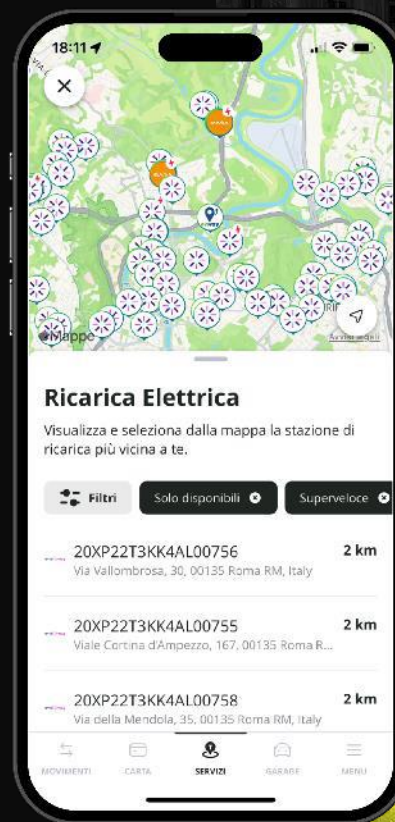 18:11
Mappe
Avvisi legali
Ricarica Elettrica
Visualizza e seleziona dalla mappa la stazione di
ricarica più vicina a te.
Filtri
Solo disponibili
Superveloce
20XP22T3KK4AL00756
2 km
Via Vallombrosa, 30, 00135 Roma RM, Italy
20XP22T3KK4AL00755
2 km
Viale Cortina d'Ampezzo, 167, 00135 Roma R...
20XP22T3KK4AL00758
2 km
Via della Mendola, 35, 00135 Roma RM, Italy
MOVIMENTI
CARTA
SERVIZI
GARAGE
MENU